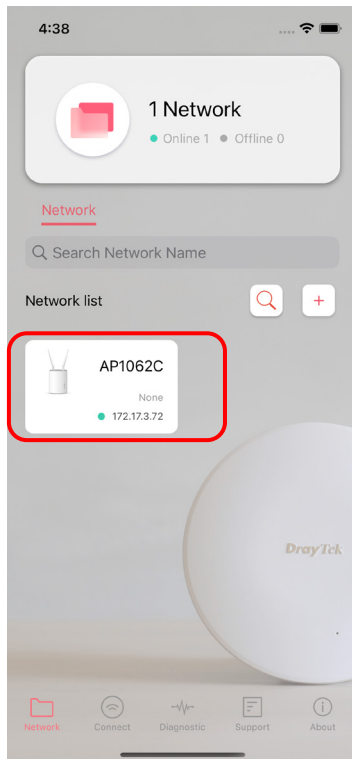 4:38
1 Network
Online 1 Offline 0
Network
Search Network Name
Network list
+
AP1062C
None
172.17.3.72
DrayTek
Network Connect Diagnostic Support About